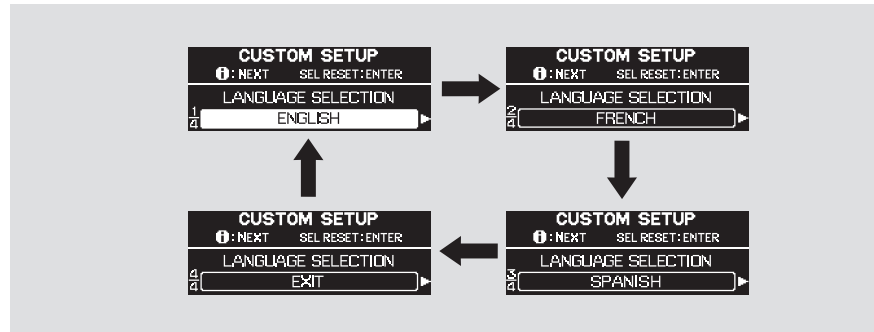 CUSTOM SETUP
i: NEXT SEL RESET: ENTER
LANGUAGE SELECTION
1/4 ENGLISH
CUSTOM SETUP
i: NEXT SEL RESET: ENTER
LANGUAGE SELECTION
2/4 FRENCH
CUSTOM SETUP
i: NEXT SEL RESET: ENTER
LANGUAGE SELECTION
4/4 EXIT
CUSTOM SETUP
i: NEXT SEL RESET: ENTER
LANGUAGE SELECTION
3/4 SPANISH